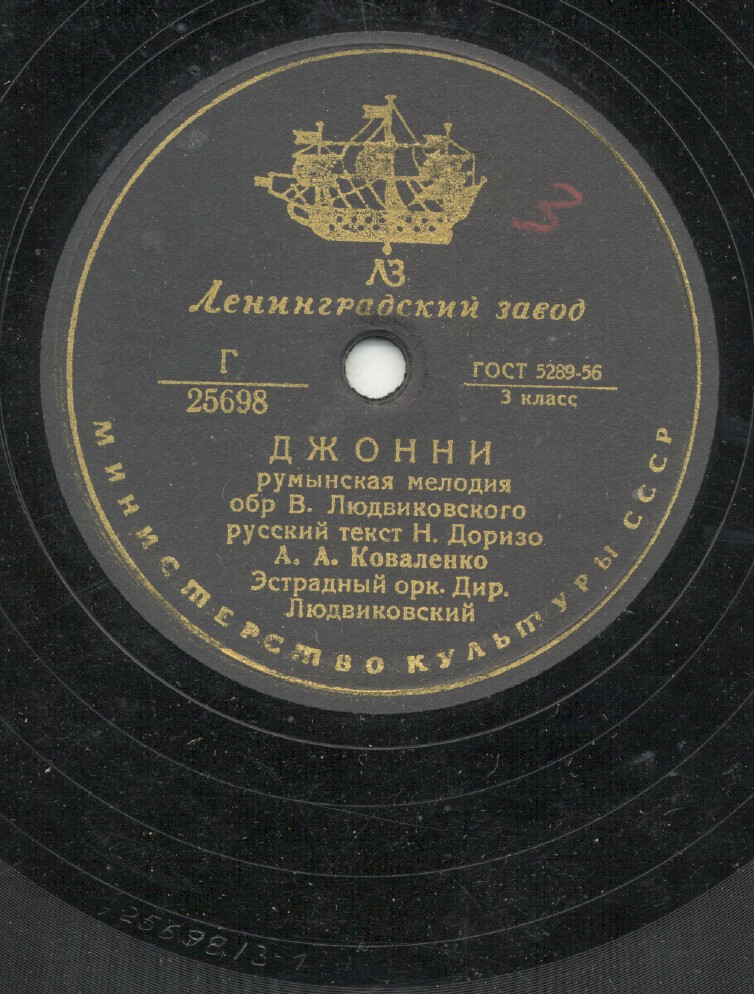 ЛЗ
Ленинградский завод
Г
25698
ГОСТ 5289-56
3 класс
ДЖОННИ
румынская мелодия
обр В. Людвиковского
русский текст Н. Доризо
А. А. Коваленко
Эстрадный орк. Дир.
Людвиковский
МИНИСТЕРСТВО КУЛЬТУРЫ СССР
3
25698/3-1